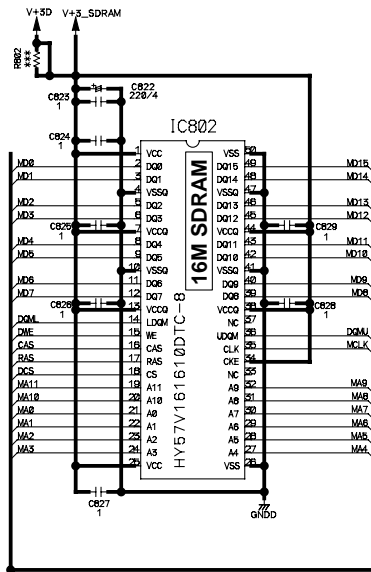 V+3D V+3_SDRAM
R802
***
C823
1
C822
220/4
C824
1
IC802
16M SDRAM
HY57V161610DTC-8
1 VCC VSS 50
MD0 2 DQ0 DQ15 49 MD15
MD1 3 DQ1 DQ14 48 MD14
4 VSSQ VSSQ 47
MD2 5 DQ2 DQ13 46 MD13
MD3 6 DQ3 DQ12 45 MD12
C825
1
7 VCCQ VCCQ 44
C829
1
MD4 8 DQ4 DQ11 43 MD11
MD5 9 DQ5 DQ10 42 MD10
10 VSSQ VSSQ 41
MD6 11 DQ6 DQ9 40 MD9
MD7 12 DQ7 DQ8 39 MD8
C826
1
13 VCCQ VCCQ 38
C828
1
DQML 14 LDQM NC 37
DWE 15 WE UDQM 36 DQMU
CAS 16 CAS CLK 35 MCLK
RAS 17 RAS CKE 34
DCS 18 CS NC 33
MA11 19 A11 A9 32 MA9
MA10 20 A10 A8 31 MA8
MA0 21 A0 A7 30 MA7
MA1 22 A1 A6 29 MA6
MA2 23 A2 A5 28 MA5
MA3 24 A3 A4 27 MA4
25 VCC VSS 26
C827
1
GNDD